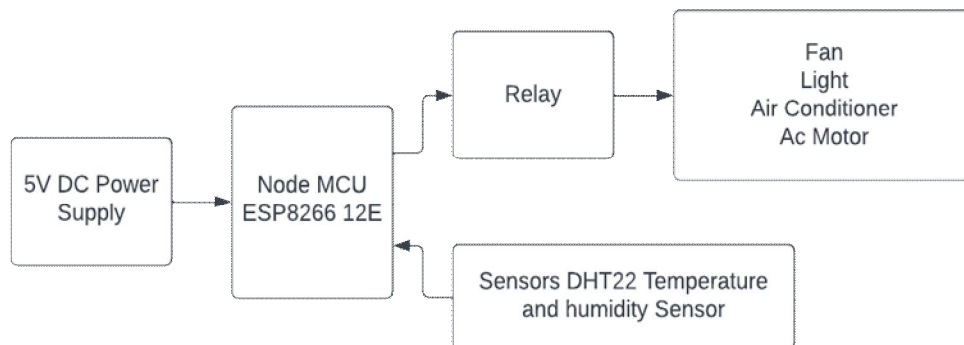 Fan
Light
Air Conditioner
Ac Motor
Relay
5V DC Power
Supply
Node MCU
ESP8266 12E
Sensors DHT22 Temperature
and humidity Sensor